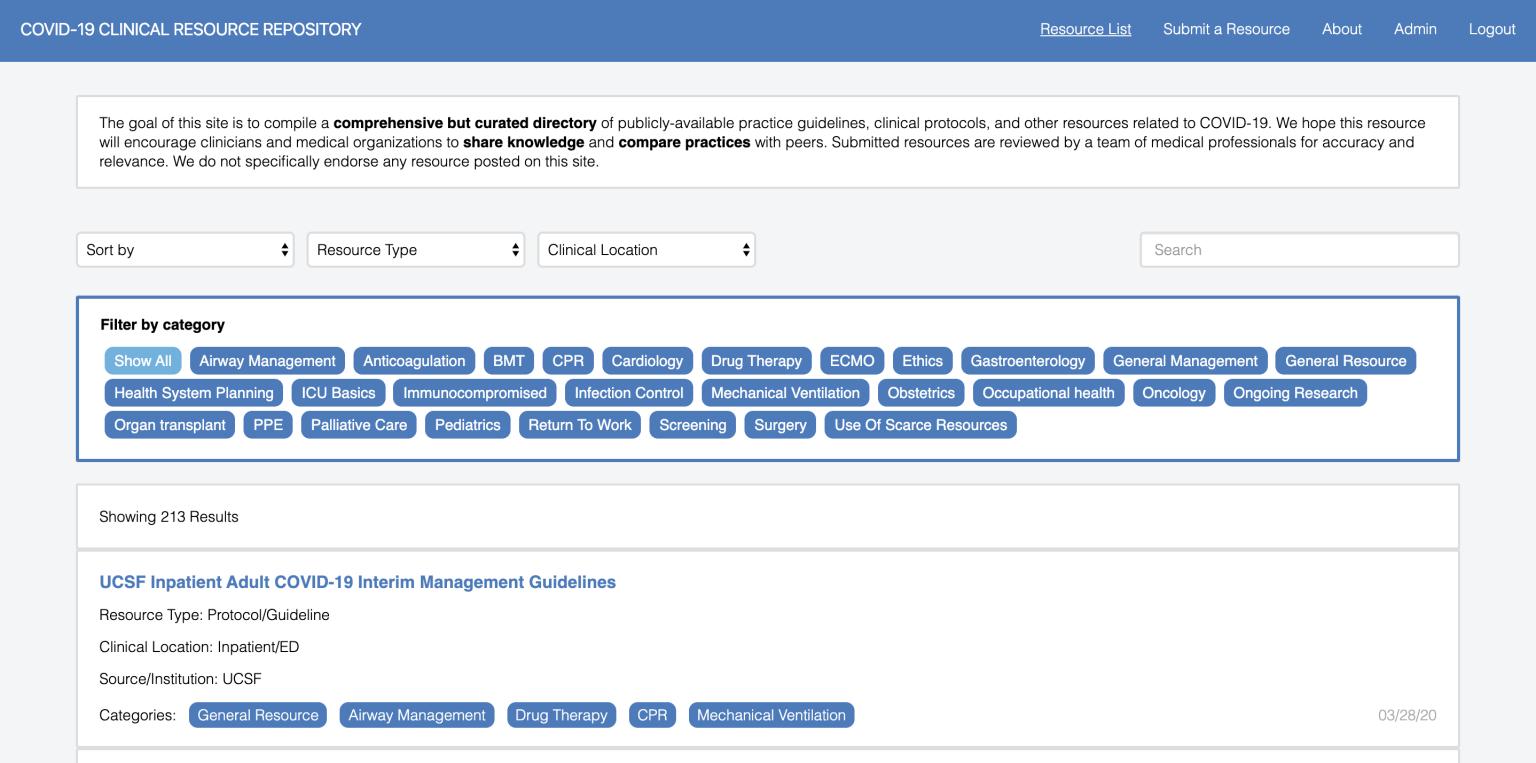 COVID-19 CLINICAL RESOURCE REPOSITORY Resource List Submit a Resource About Admin Logout
The goal of this site is to compile a comprehensive but curated directory of publicly-available practice guidelines, clinical protocols, and other resources related to COVID-19. We hope this resource
will encourage clinicians and medical organizations to share knowledge and compare practices with peers. Submitted resources are reviewed by a team of medical professionals for accuracy and
relevance. We do not specifically endorse any resource posted on this site.
Sort by Resource Type Clinical Location Search
Filter by category
Show All Airway Management Anticoagulation BMT CPR Cardiology Drug Therapy ECMO Ethics Gastroenterology General Management General Resource
Health System Planning ICU Basics Immunocompromised Infection Control Mechanical Ventilation Obstetrics Occupational health Oncology Ongoing Research
Organ transplant PPE Palliative Care Pediatrics Return To Work Screening Surgery Use Of Scarce Resources
Showing 213 Results
UCSF Inpatient Adult COVID-19 Interim Management Guidelines
Resource Type: Protocol/Guideline
Clinical Location: Inpatient/ED
Source/Institution: UCSF
Categories: General Resource Airway Management Drug Therapy CPR Mechanical Ventilation 03/28/20